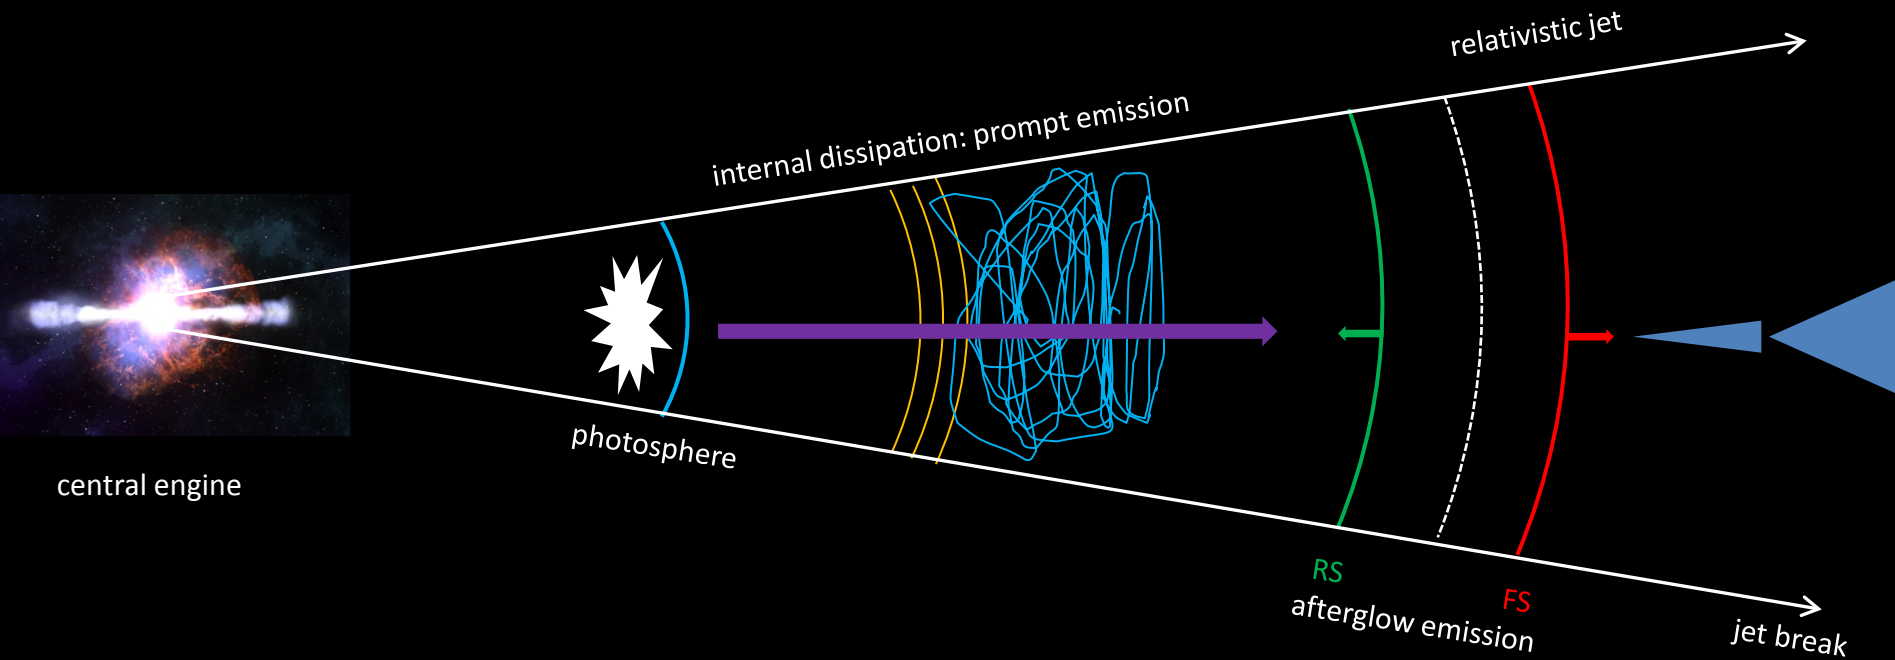 relativistic jet
internal dissipation: prompt emission
photosphere
central engine
RS
FS
afterglow emission
jet break